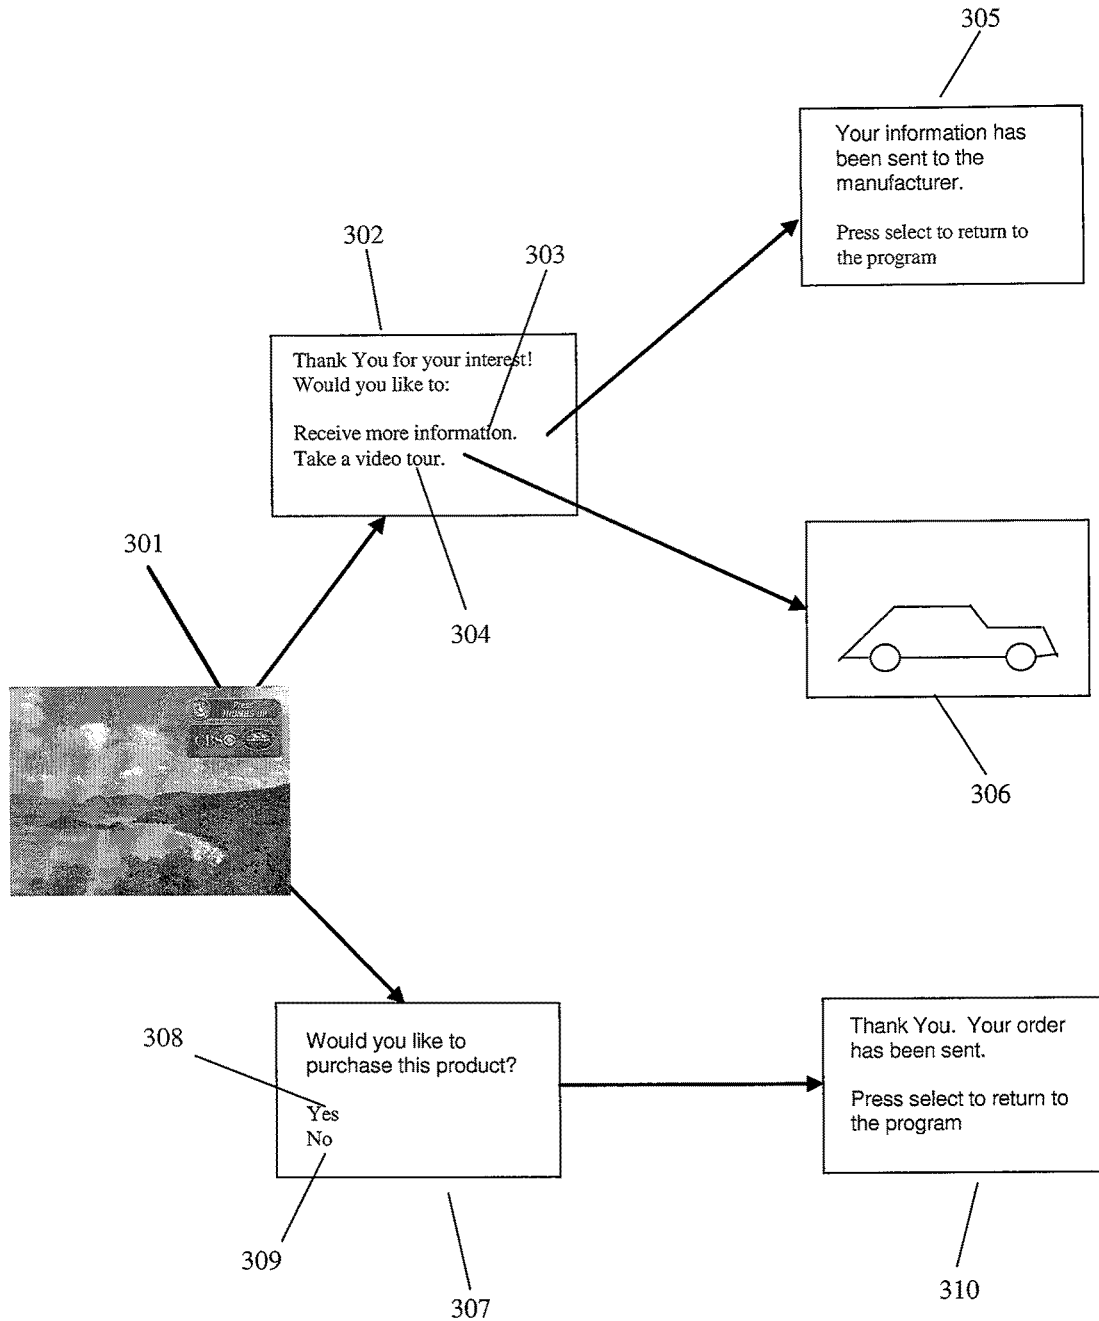 305
Your information has
been sent to the
manufacturer.
Press select to return to
the program
302
303
Thank You for your interest!
Would you like to:
Receive more information.
Take a video tour.
301
304
306
Press
THUMBS UP
CBS
308
Would you like to
purchase this product?
Yes
No
309
307
Thank You. Your order
has been sent.
Press select to return to
the program
310